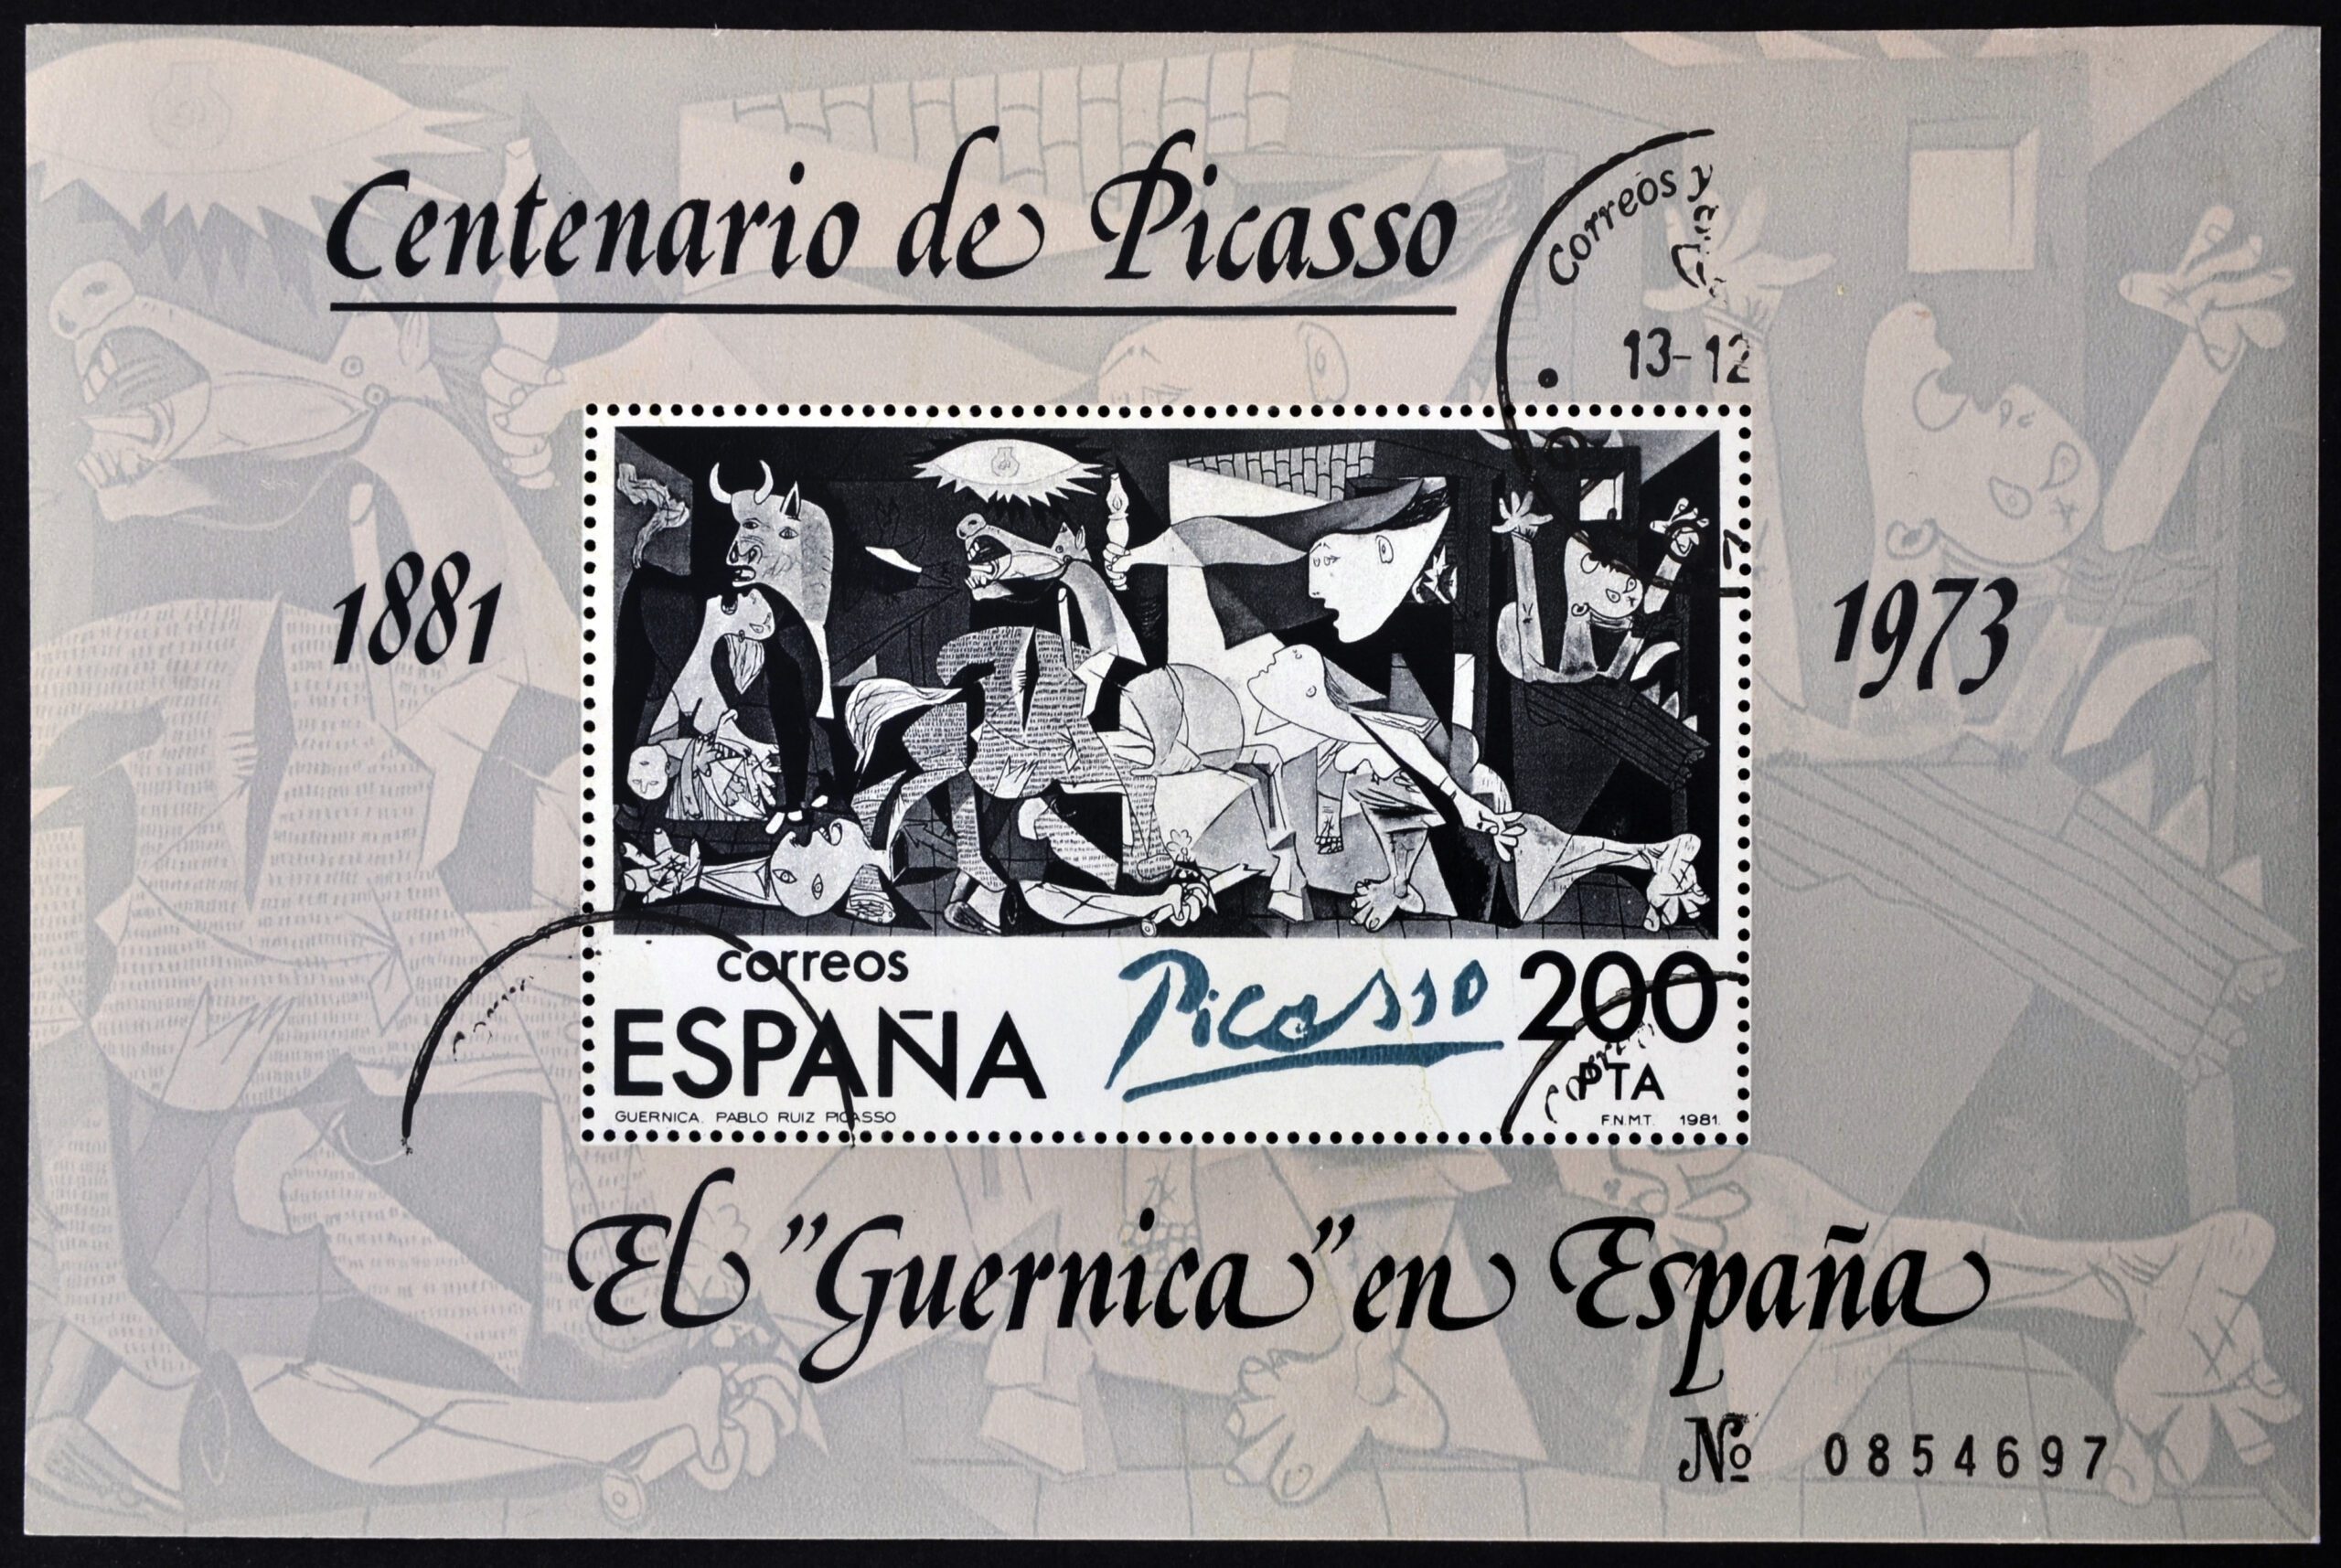 Centenario de Picasso
Correos y
13-12
1881
1973
correos
ESPAÑA
Picasso
200
PTA
GUERNICA. PABLO RUIZ PICASSO
F.N.M.T. 1981.
El "Guernica" en España
Nº 0854697